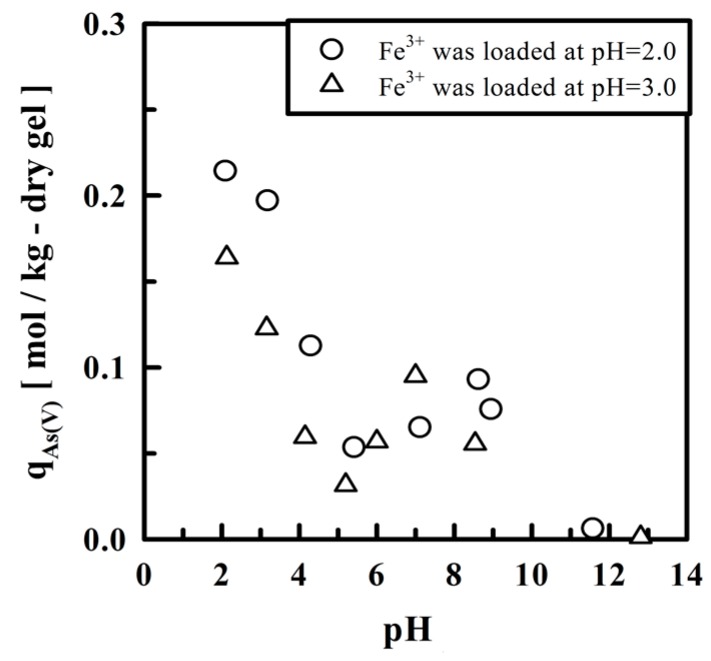 0.3
Fe³⁺ was loaded at pH=2.0
Fe³⁺ was loaded at pH=3.0
0.2
0.1
0.0
q As(V) [ mol / kg - dry gel ]
0 2 4 6 8 10 12 14
pH